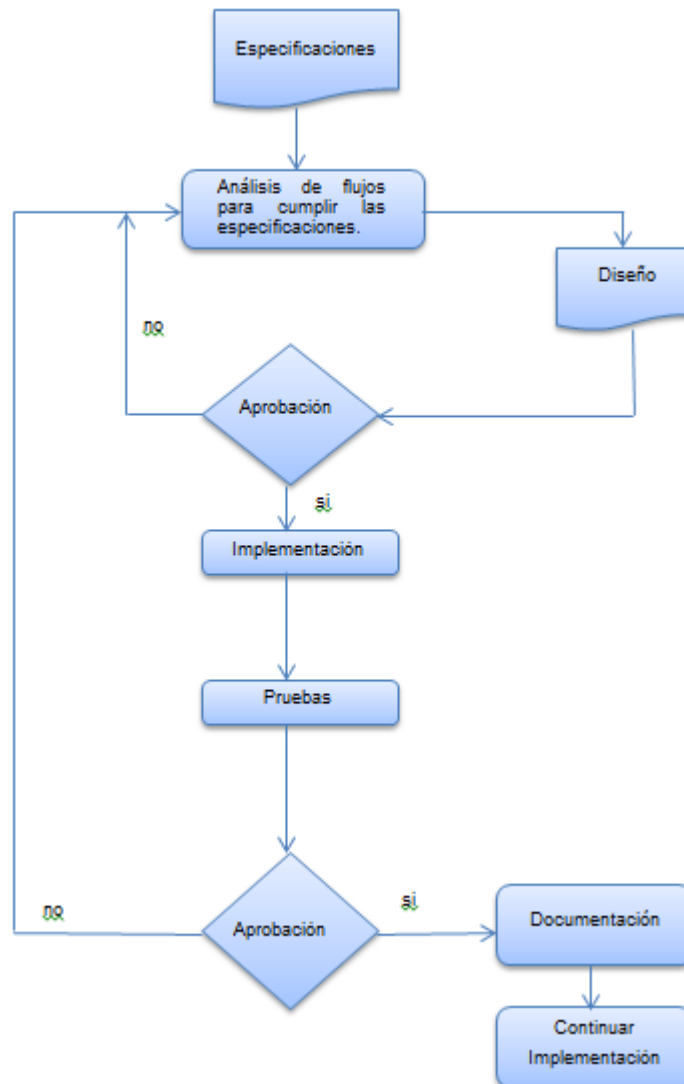 Especificaciones
Análisis de flujos
para cumplir las
especificaciones.
Diseño
no
Aprobación
si
Implementación
Pruebas
no
Aprobación
si
Documentación
Continuar
Implementación